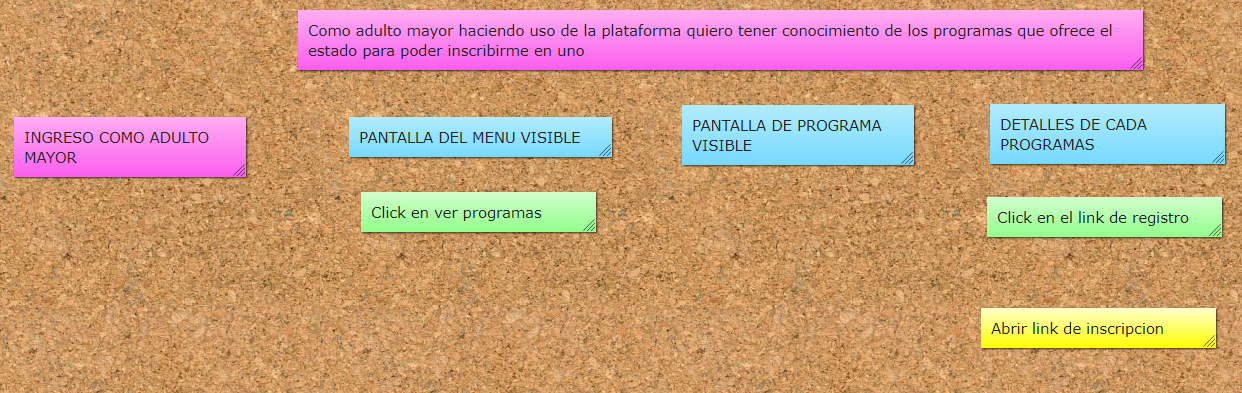 Como adulto mayor haciendo uso de la plataforma quiero tener conocimiento de los programas que ofrece el
estado para poder inscribirme en uno
INGRESO COMO ADULTO
MAYOR
PANTALLA DEL MENU VISIBLE
PANTALLA DE PROGRAMA
VISIBLE
DETALLES DE CADA
PROGRAMAS
Click en ver programas
Click en el link de registro
Abrir link de inscripcion